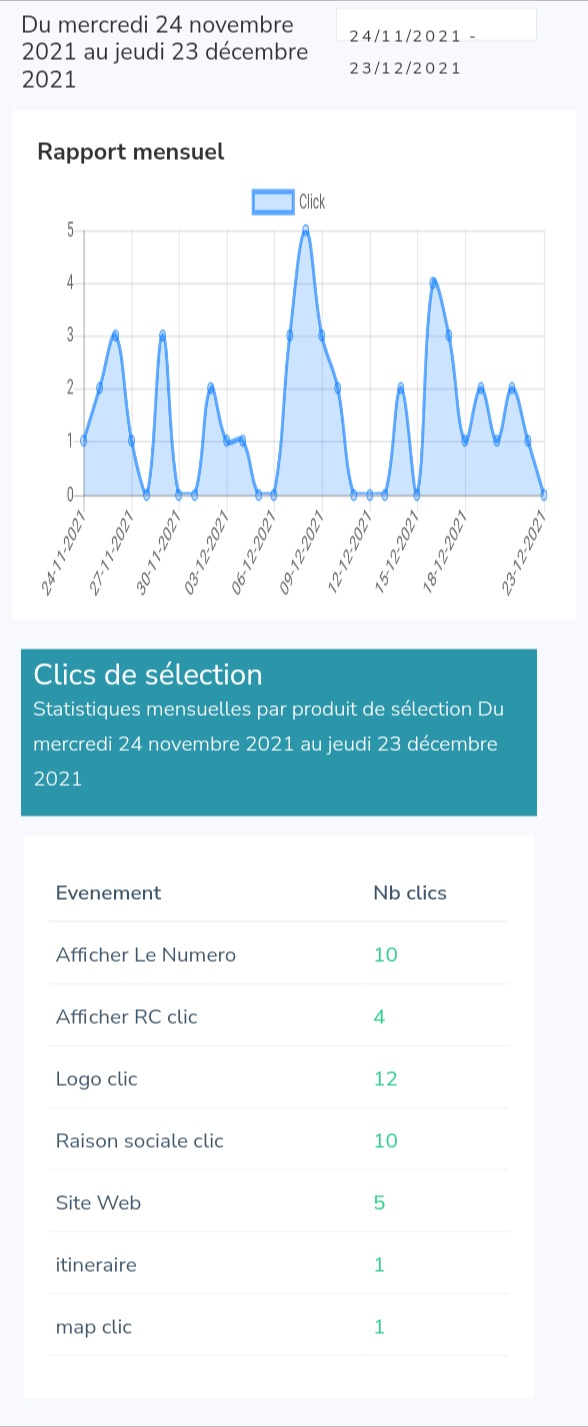 Du mercredi 24 novembre
2021 au jeudi 23 décembre
2021
24/11/2021 -
23/12/2021
Rapport mensuel
Click
5
4
3
2
1
0
24-11-2021
27-11-2021
30-11-2021
03-12-2021
06-12-2021
09-12-2021
12-12-2021
15-12-2021
18-12-2021
23-12-2021
Clics de sélection
Statistiques mensuelles par produit de sélection Du
mercredi 24 novembre 2021 au jeudi 23 décembre
2021
Evenement Nb clics
Afficher Le Numero 10
Afficher RC clic 4
Logo clic 12
Raison sociale clic 10
Site Web 5
itineraire 1
map clic 1